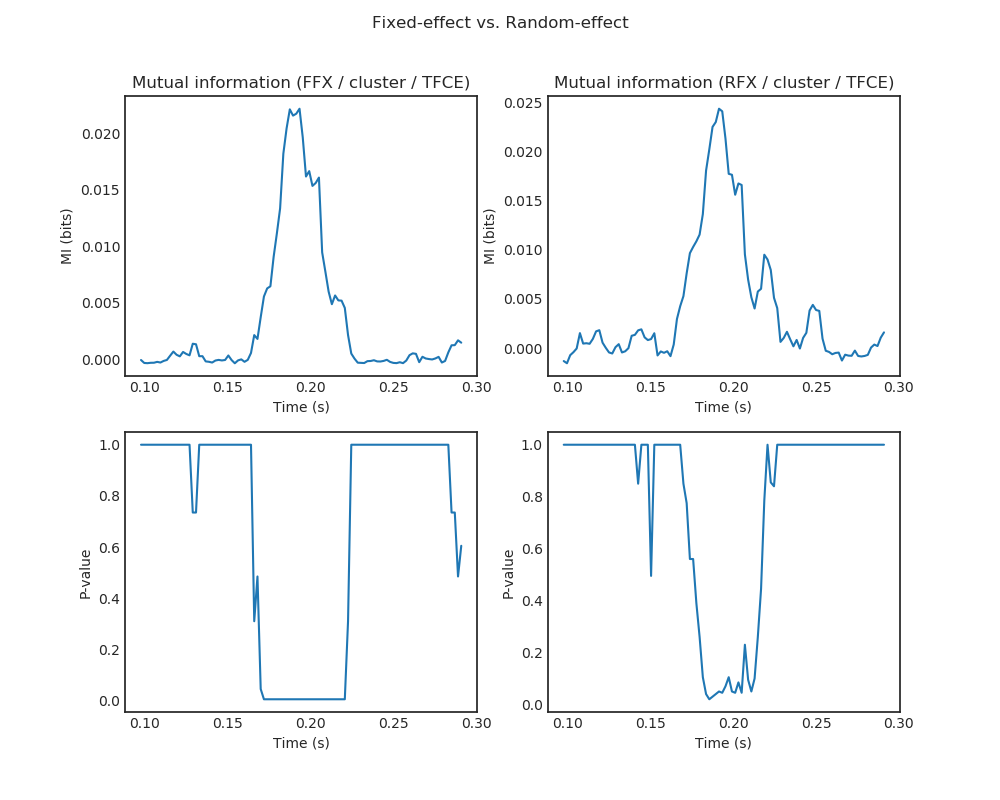 Fixed-effect vs. Random-effect
Mutual information (FFX / cluster / TFCE)
MI (bits)
0.020
0.015
0.010
0.005
0.000
0.10 0.15 0.20 0.25 0.30
Time (s)
Mutual information (RFX / cluster / TFCE)
MI (bits)
0.025
0.020
0.015
0.010
0.005
0.000
0.10 0.15 0.20 0.25 0.30
Time (s)
P-value
1.0
0.8
0.6
0.4
0.2
0.0
0.10 0.15 0.20 0.25 0.30
Time (s)
P-value
1.0
0.8
0.6
0.4
0.2
0.0
0.10 0.15 0.20 0.25 0.30
Time (s)